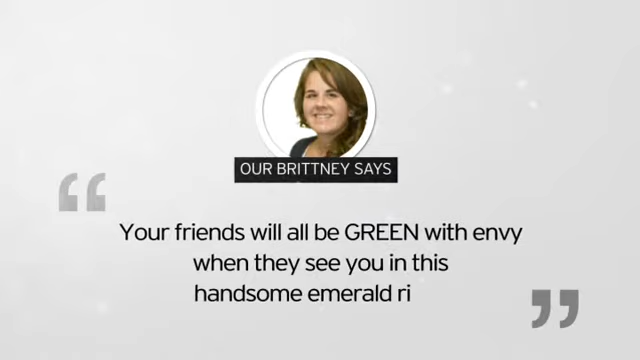 OUR BRITTNEY SAYS
Your friends will all be GREEN with envy
when they see you in this
handsome emerald ri